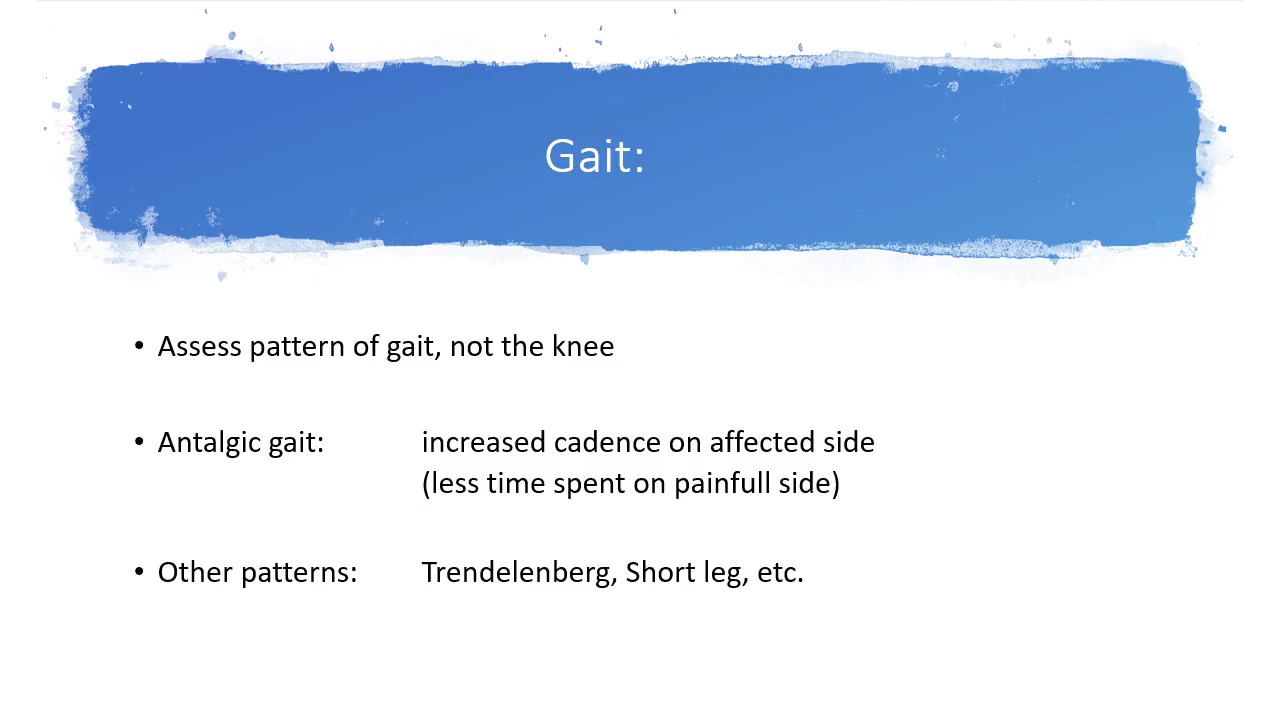 Gait:
• Assess pattern of gait, not the knee
• Antalgic gait: increased cadence on affected side
(less time spent on painfull side)
• Other patterns: Trendelenberg, Short leg, etc.